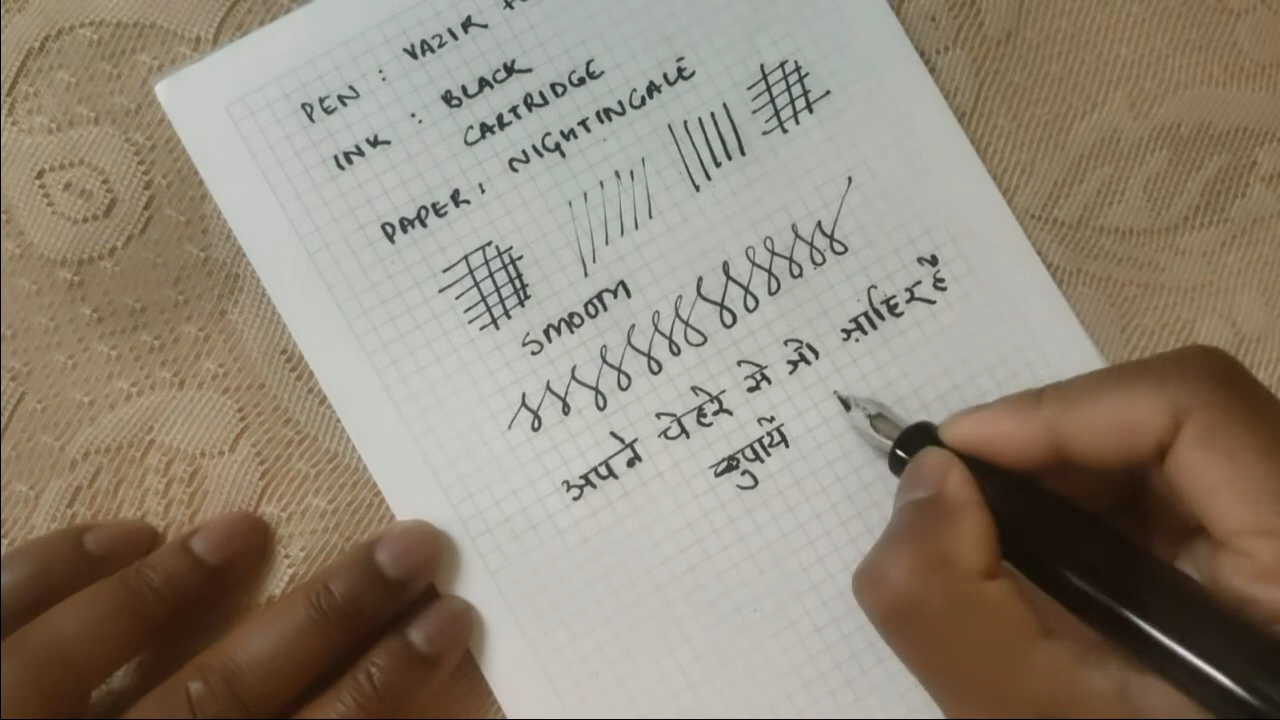 PEN : VAZIR
INK : BLACK
CARTRIDGE
PAPER : NIGHTINGALE
SMOOTH
अपने चेहरे से जो ज़ाहिर है
छुपायें